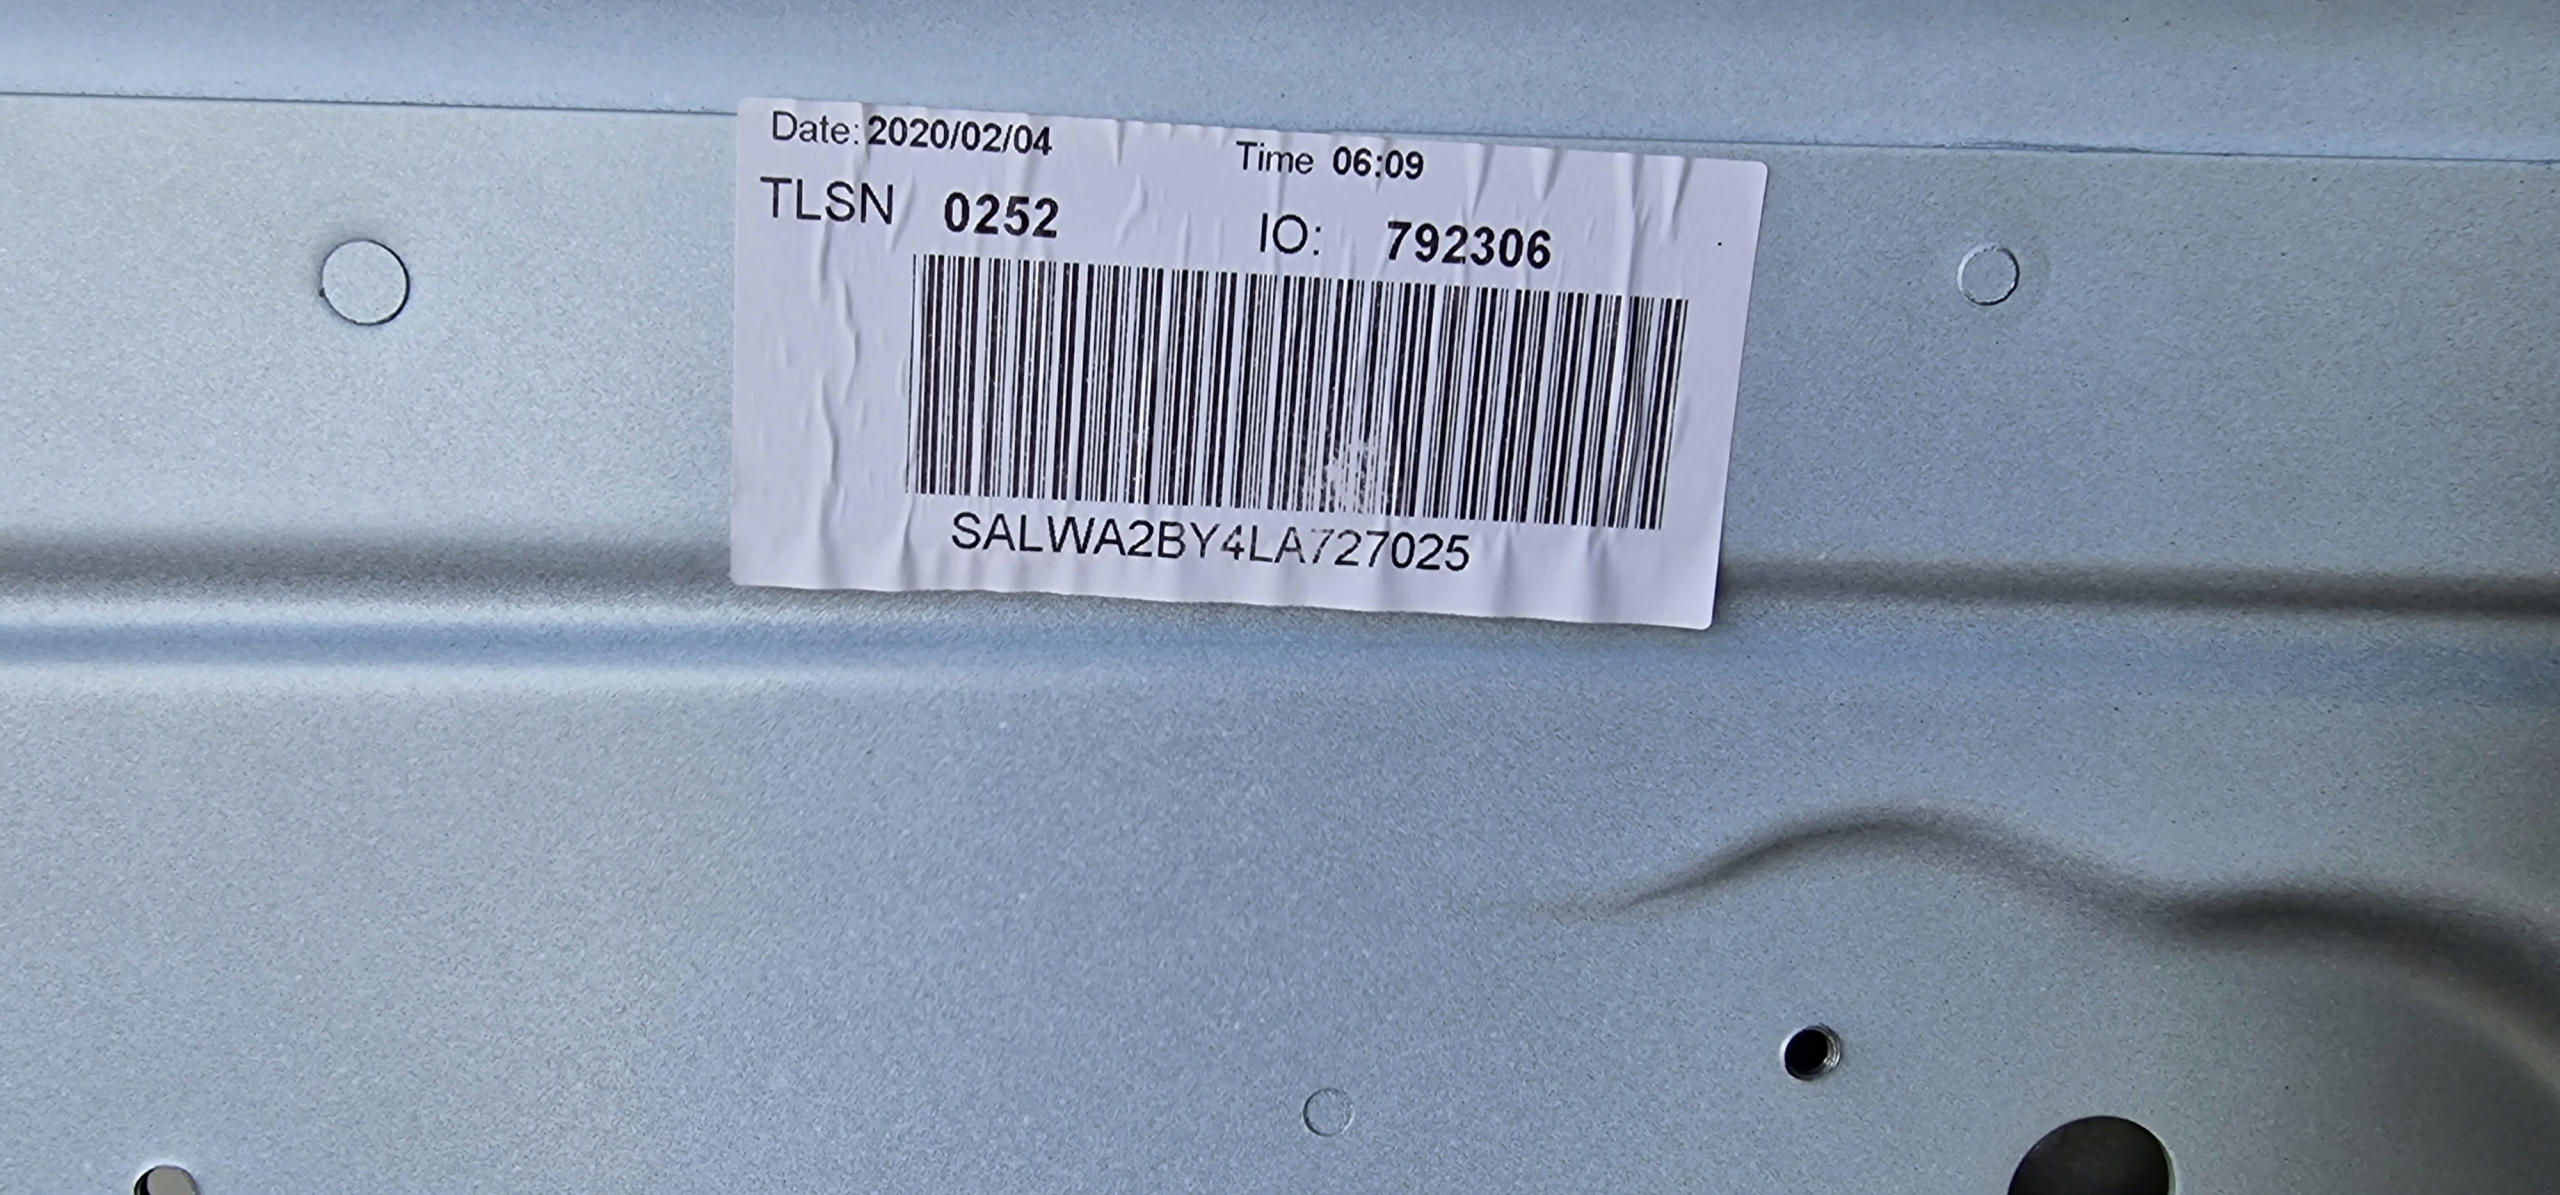 Date: 2020/02/04 Time 06:09
TLSN 0252 IO: 792306
SALWA2BY4LA727025